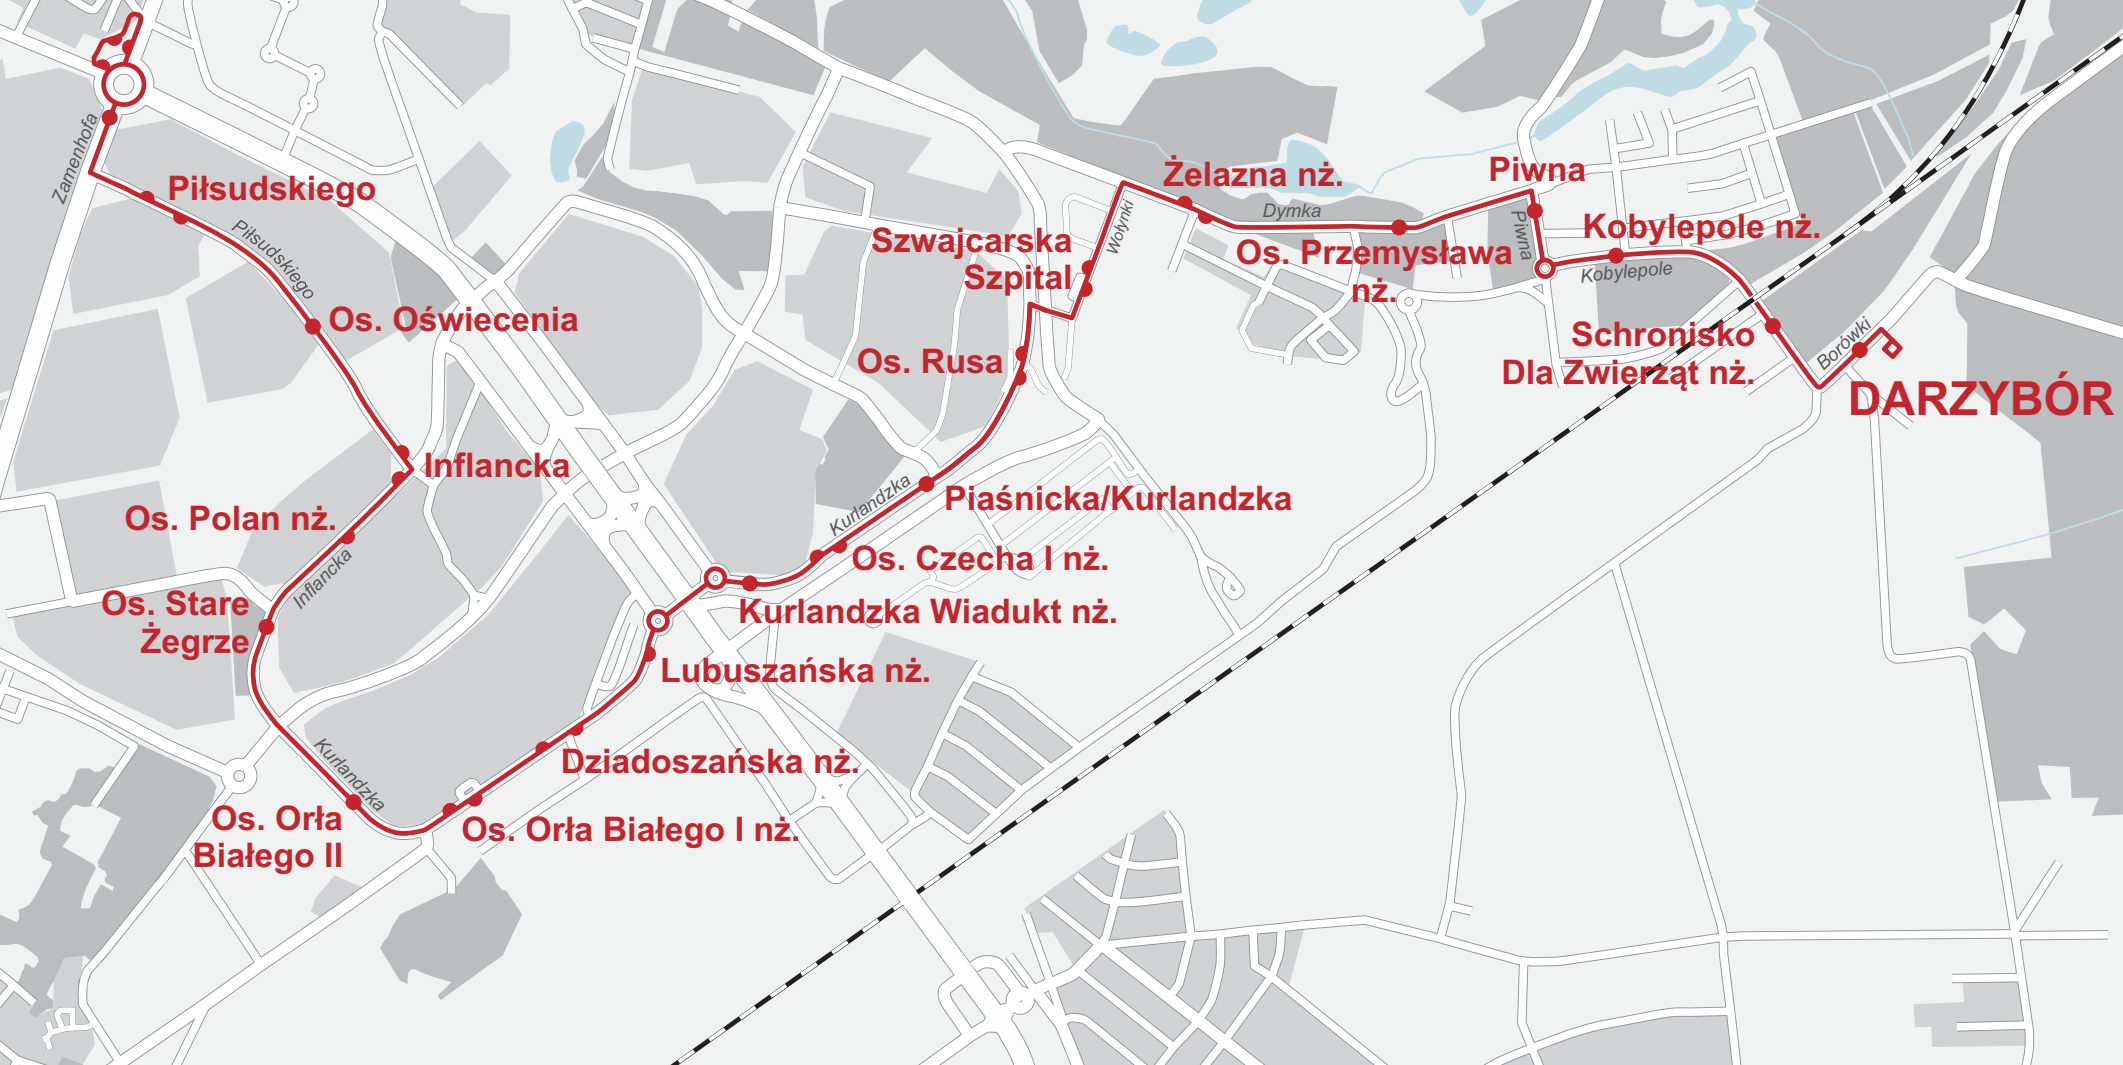 Zamenhofa
Piłsudskiego
Piłsudskiego
Os. Oświecenia
Inflancka
Os. Polan nż.
Inflancka
Os. Stare
Żegrze
Kurlandzka
Os. Orła
Białego II
Os. Orła Białego I nż.
Dziadoszańska nż.
Lubuszańska nż.
Kurlandzka Wiadukt nż.
Os. Czecha I nż.
Kurlandzka
Piaśnicka/Kurlandzka
Os. Rusa
Szwajcarska
Szpital
Wołynki
Żelazna nż.
Dymka
Os. Przemysława
nż.
Piwna
Piwna
Kobylepole nż.
Kobylepole
Schronisko
Dla Zwierząt nż.
Borówki
DARZYBÓR